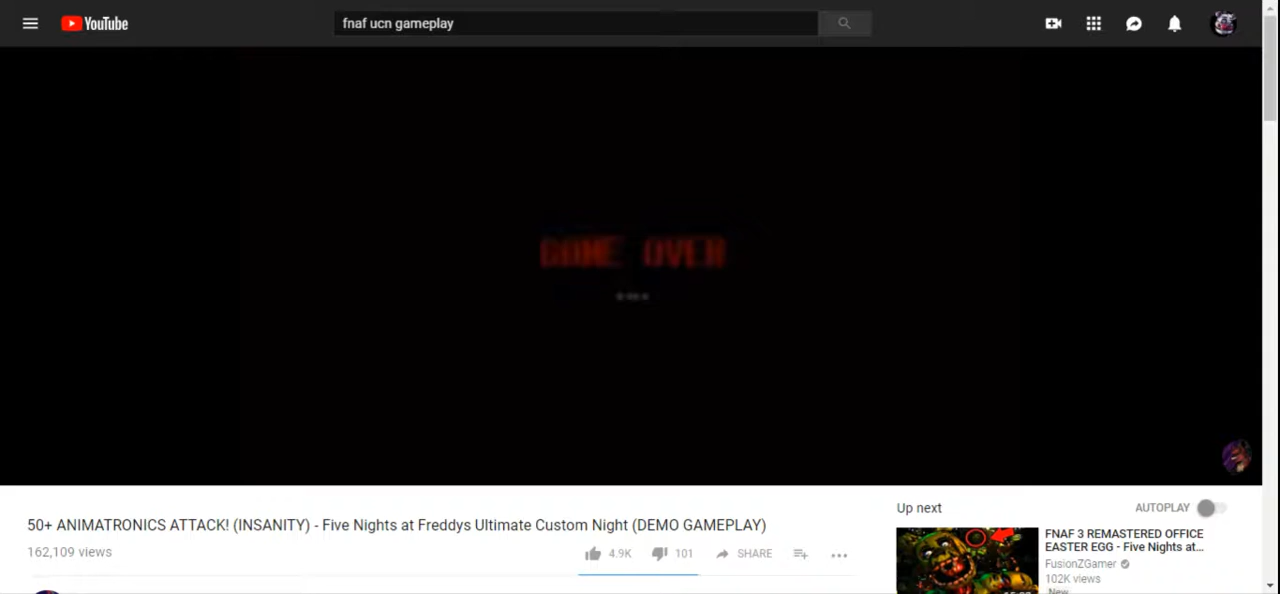 YouTube
fnaf ucn gameplay
GAME OVER
50+ ANIMATRONICS ATTACK! (INSANITY) - Five Nights at Freddys Ultimate Custom Night (DEMO GAMEPLAY)
162,109 views
4.9K 101 SHARE
Up next AUTOPLAY
FNAF 3 REMASTERED OFFICE
EASTER EGG - Five Nights at...
FusionZGamer
102K views
New